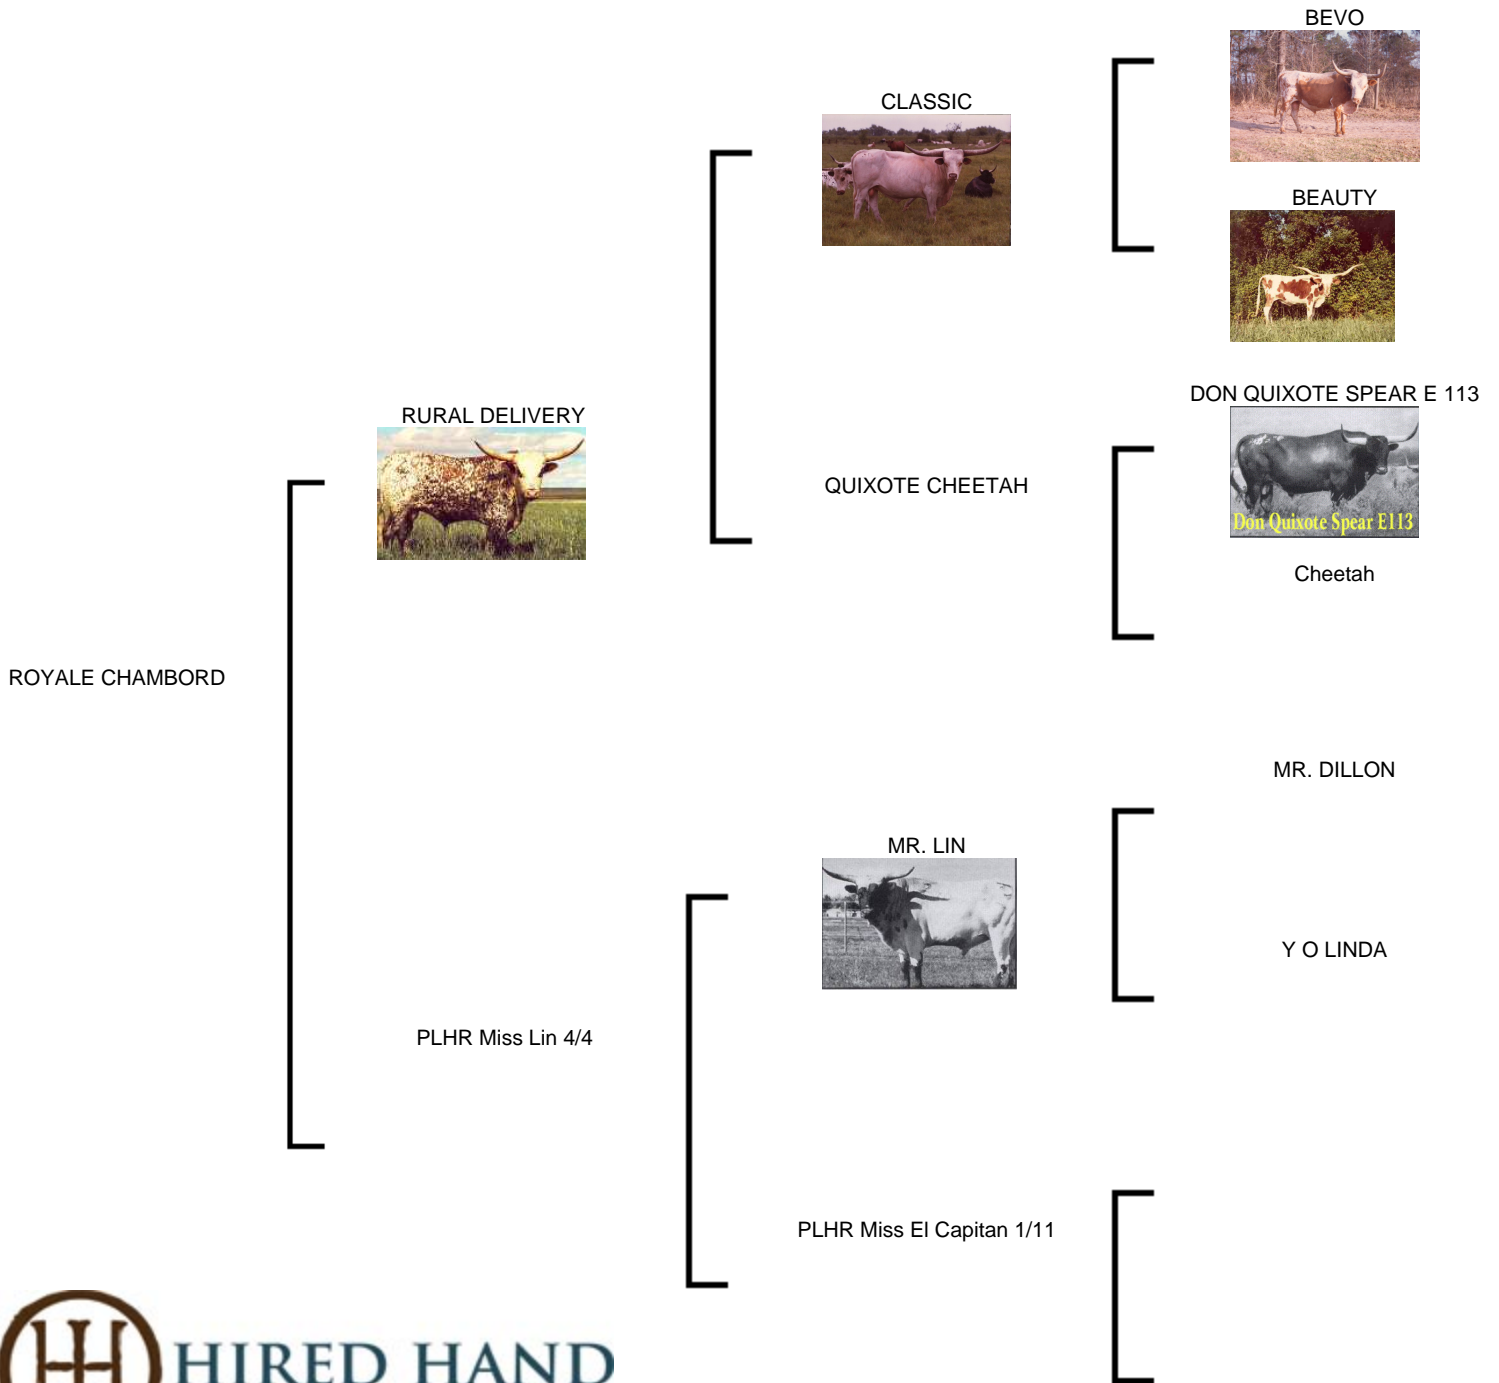 BEVO
CLASSIC
BEAUTY
DON QUIXOTE SPEAR E 113
RURAL DELIVERY
QUIXOTE CHEETAH
Don Quixote Spear E113
Cheetah
ROYALE CHAMBORD
MR. DILLON
MR. LIN
Y O LINDA
PLHR Miss Lin 4/4
PLHR Miss El Capitan 1/11
HIRED HAND